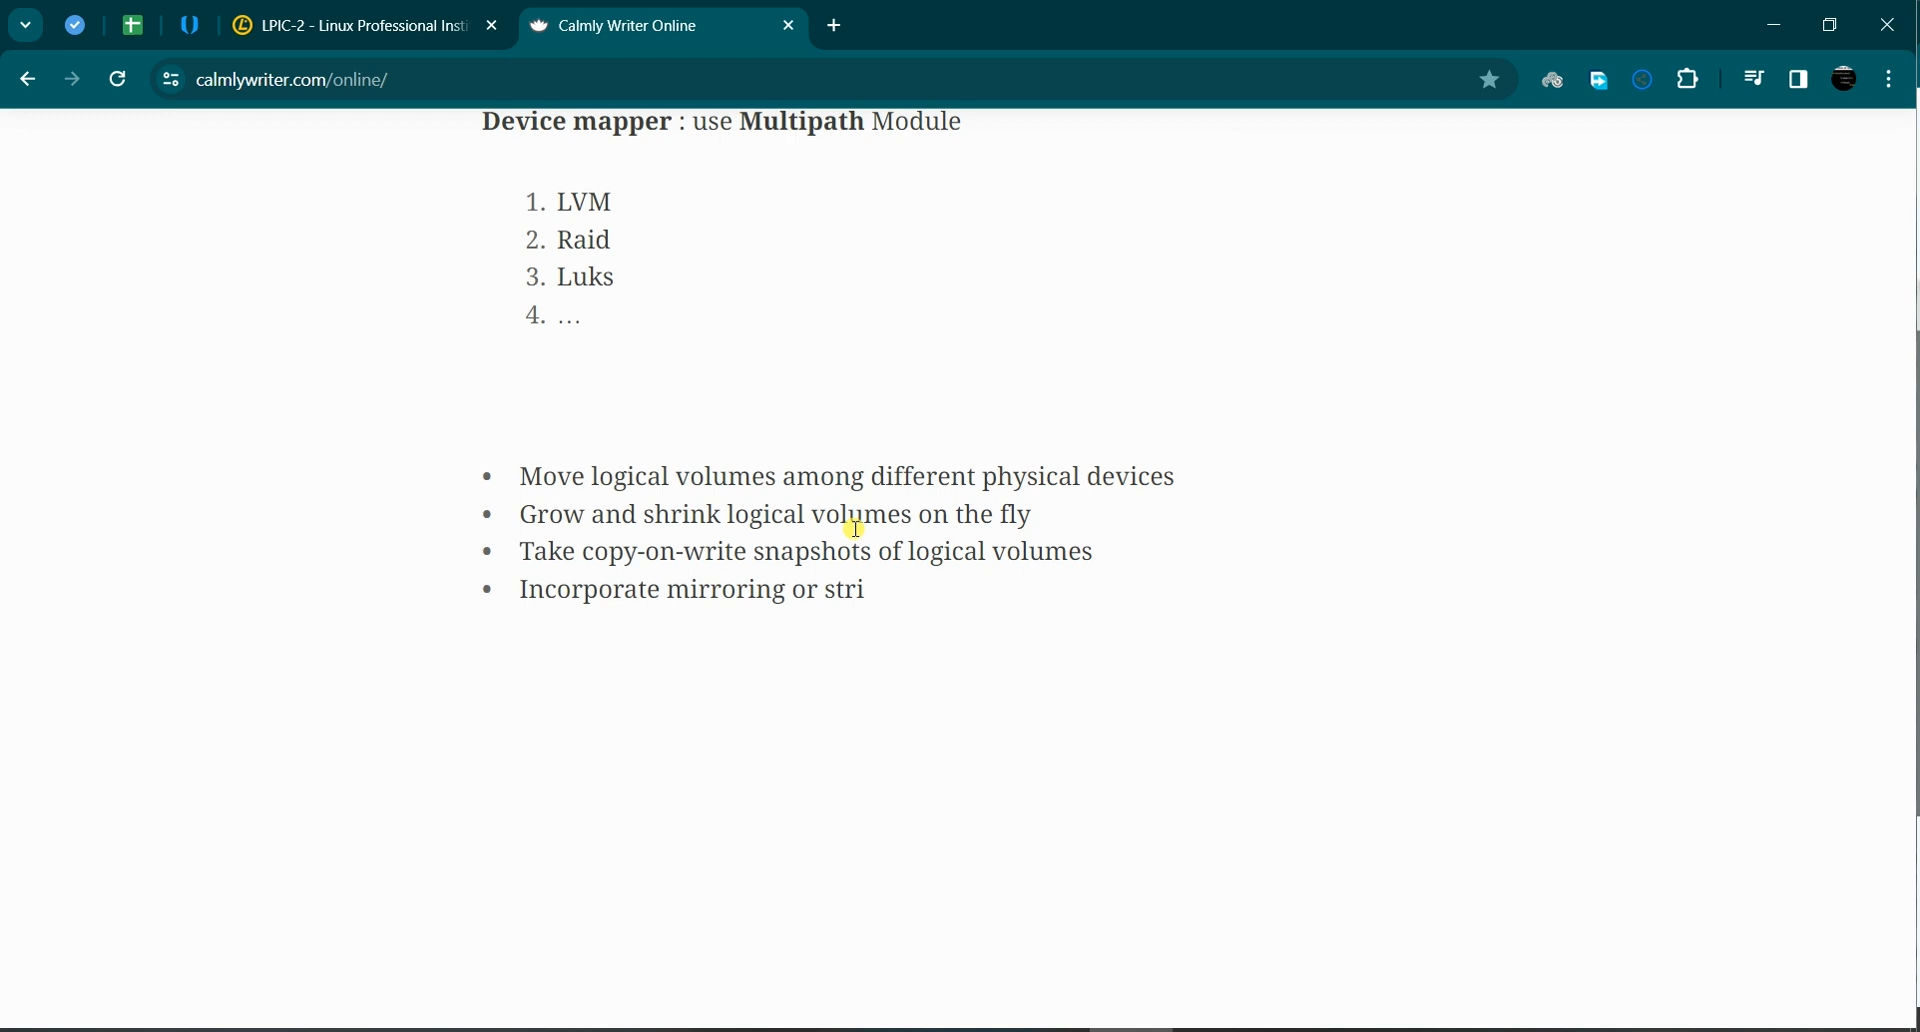 LPIC-2 - Linux Professional Insti
Calmly Writer Online
calmlywriter.com/online/
Device mapper : use Multipath Module
1. LVM
2. Raid
3. Luks
4. ...
• Move logical volumes among different physical devices
• Grow and shrink logical volumes on the fly
• Take copy-on-write snapshots of logical volumes
• Incorporate mirroring or stri